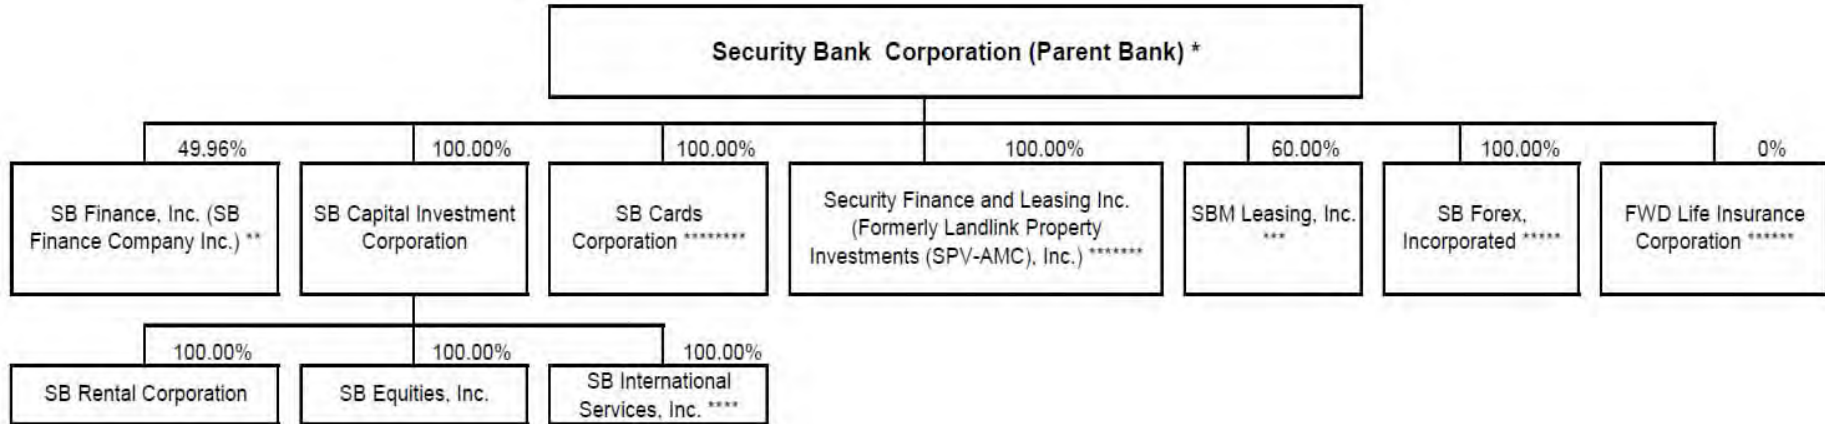 Security Bank Corporation (Parent Bank) *
49.96%
100.00%
100.00%
100.00%
60.00%
100.00%
0%
SB Finance, Inc. (SB
Finance Company Inc.) **
SB Capital Investment
Corporation
SB Cards
Corporation ********
Security Finance and Leasing Inc.
(Formerly Landlink Property
Investments (SPV-AMC), Inc.) *******
SBM Leasing, Inc.
***
SB Forex,
Incorporated *****
FWD Life Insurance
Corporation ******
100.00%
100.00%
100.00%
SB Rental Corporation
SB Equities, Inc.
SB International
Services, Inc. ****